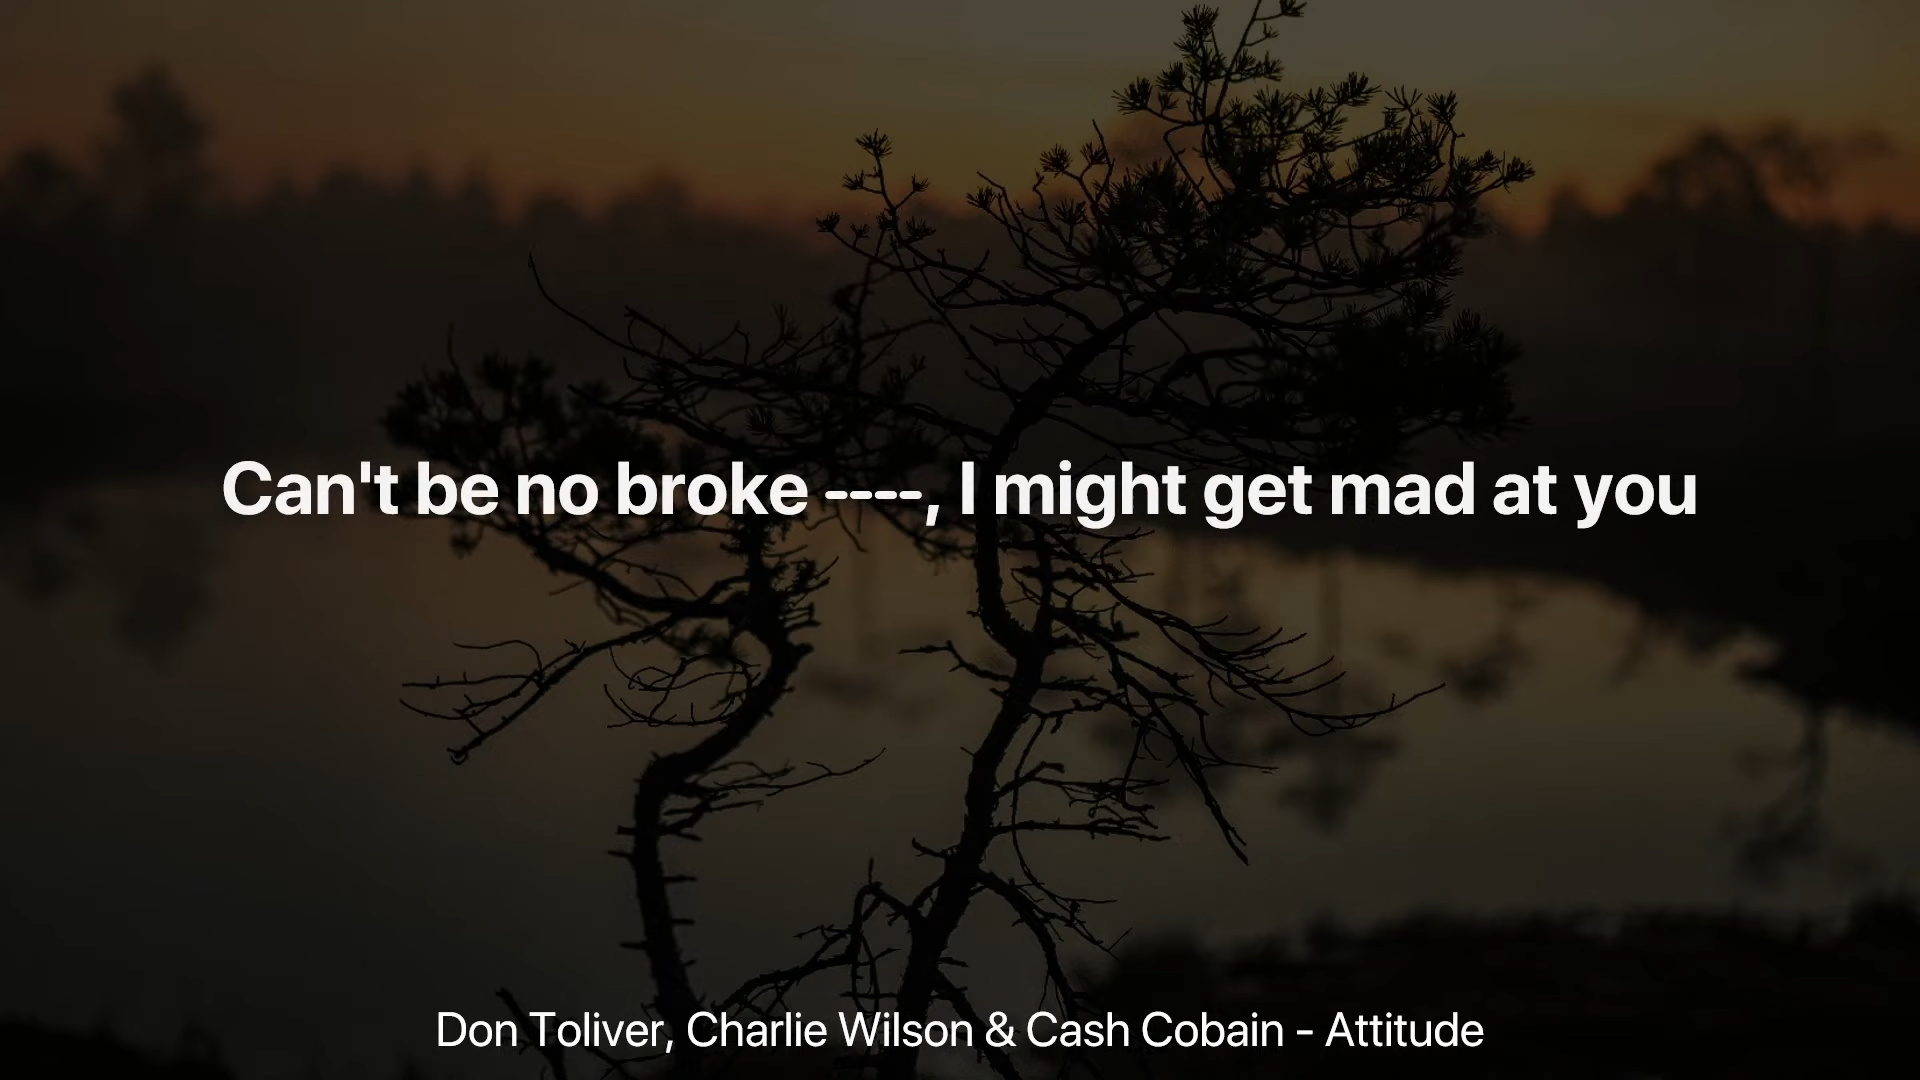 Can't be no broke ----, I might get mad at you
Don Toliver, Charlie Wilson & Cash Cobain - Attitude